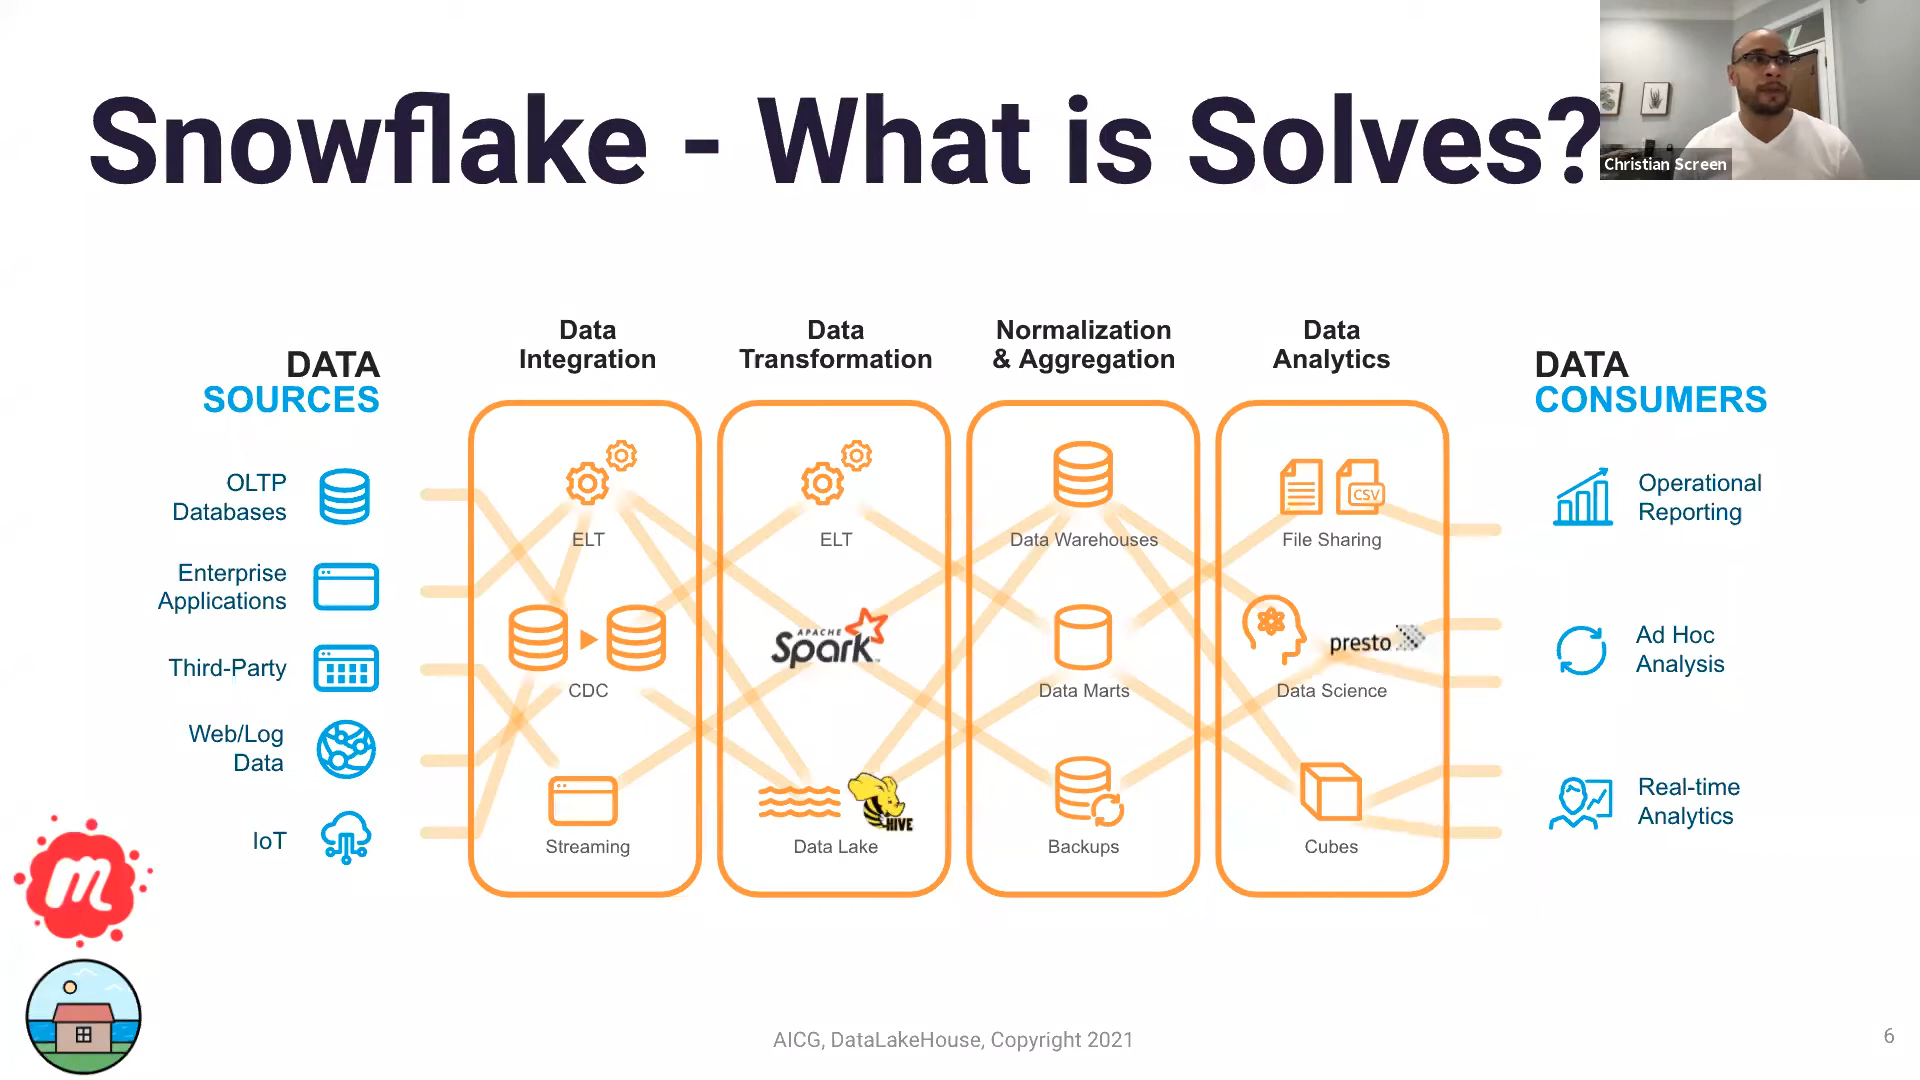 Snowflake - What is Solves?
Christian Screen
DATA
SOURCES
OLTP
Databases
Enterprise
Applications
Third-Party
Web/Log
Data
IoT
Data
Integration
ELT
CDC
Streaming
Data
Transformation
ELT
APACHE
Spark
HIVE
Data Lake
Normalization
& Aggregation
Data Warehouses
Data Marts
Backups
Data
Analytics
CSV
File Sharing
presto
Data Science
Cubes
DATA
CONSUMERS
Operational
Reporting
Ad Hoc
Analysis
Real-time
Analytics
m
AICG, DataLakeHouse, Copyright 2021
6